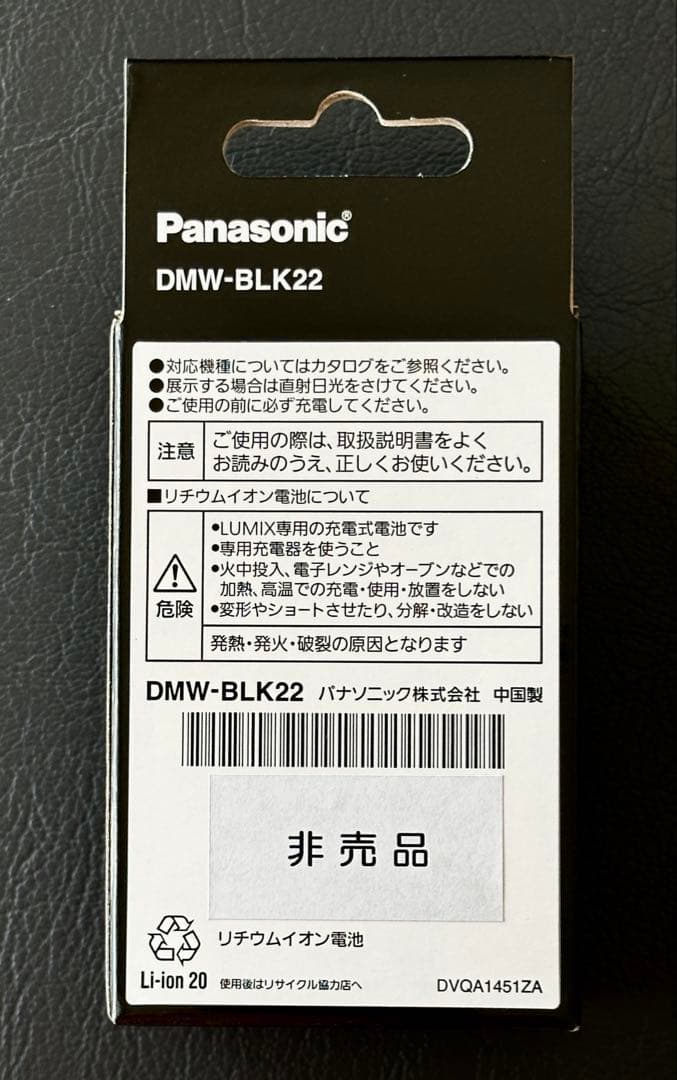 Panasonic®
DMW-BLK22
●対応機種についてはカタログをご参照ください。
●展示する場合は直射日光をさけてください。
●ご使用の前に必ず充電してください。
注意
ご使用の際は、取扱説明書をよく
お読みのうえ、正しくお使いください。
■リチウムイオン電池について
危険
•LUMIX専用の充電式電池です
•専用充電器を使うこと
•火中投入、電子レンジやオーブンなどでの
加熱、高温での充電・使用・放置をしない
•変形やショートさせたり、分解・改造をしない
発熱・発火・破裂の原因となります
DMW-BLK22 パナソニック株式会社 中国製
非売品
リチウムイオン電池
Li-ion 20 使用後はリサイクル協力店へ DVQA1451ZA